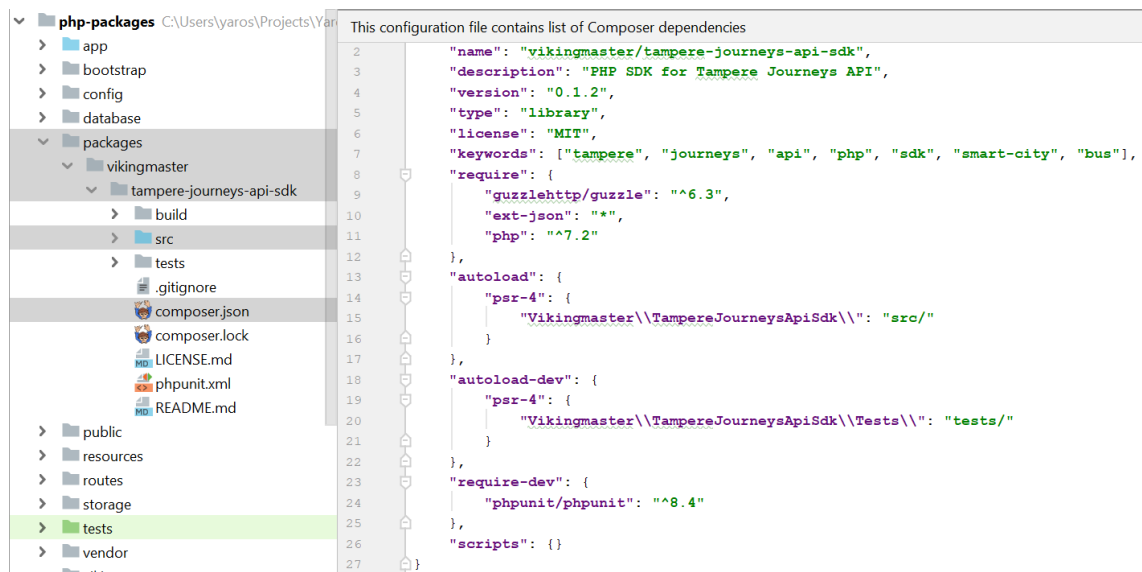 php-packages C:\Users\yaros\Projects\Yar
app
bootstrap
config
database
packages
vikingmaster
tampere-journeys-api-sdk
build
src
tests
.gitignore
composer.json
composer.lock
LICENSE.md
phpunit.xml
README.md
public
resources
routes
storage
tests
vendor
This configuration file contains list of Composer dependencies
2 "name": "vikingmaster/tampere-journeys-api-sdk",
3 "description": "PHP SDK for Tampere Journeys API",
4 "version": "0.1.2",
5 "type": "library",
6 "license": "MIT",
7 "keywords": ["tampere", "journeys", "api", "php", "sdk", "smart-city", "bus"],
8 "require": {
9 "guzzlehttp/guzzle": "^6.3",
10 "ext-json": "*",
11 "php": "^7.2"
12 },
13 "autoload": {
14 "psr-4": {
15 "Vikingmaster\\TampereJourneysApiSdk\\": "src/"
16 }
17 },
18 "autoload-dev": {
19 "psr-4": {
20 "Vikingmaster\\TampereJourneysApiSdk\\Tests\\": "tests/"
21 }
22 },
23 "require-dev": {
24 "phpunit/phpunit": "^8.4"
25 },
26 "scripts": {}
27 }